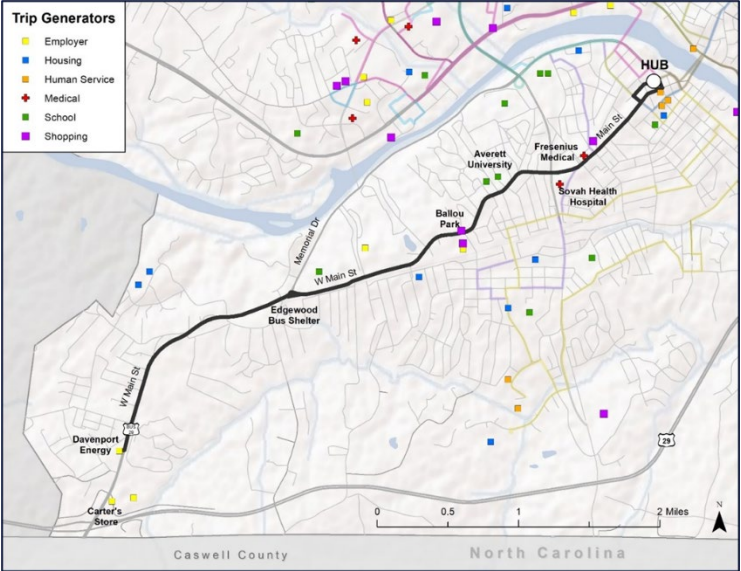 Trip Generators
Employer
Housing
Human Service
Medical
School
Shopping
HUB
Main St
Fresenius
Medical
Averett
University
Sovah Health
Hospital
Ballou
Park
Memorial Dr
W Main St
Edgewood
Bus Shelter
W Main St
Davenport
Energy
29
Carter's
Store
0
0.5
1
2 Miles
N
Caswell County
North Carolina